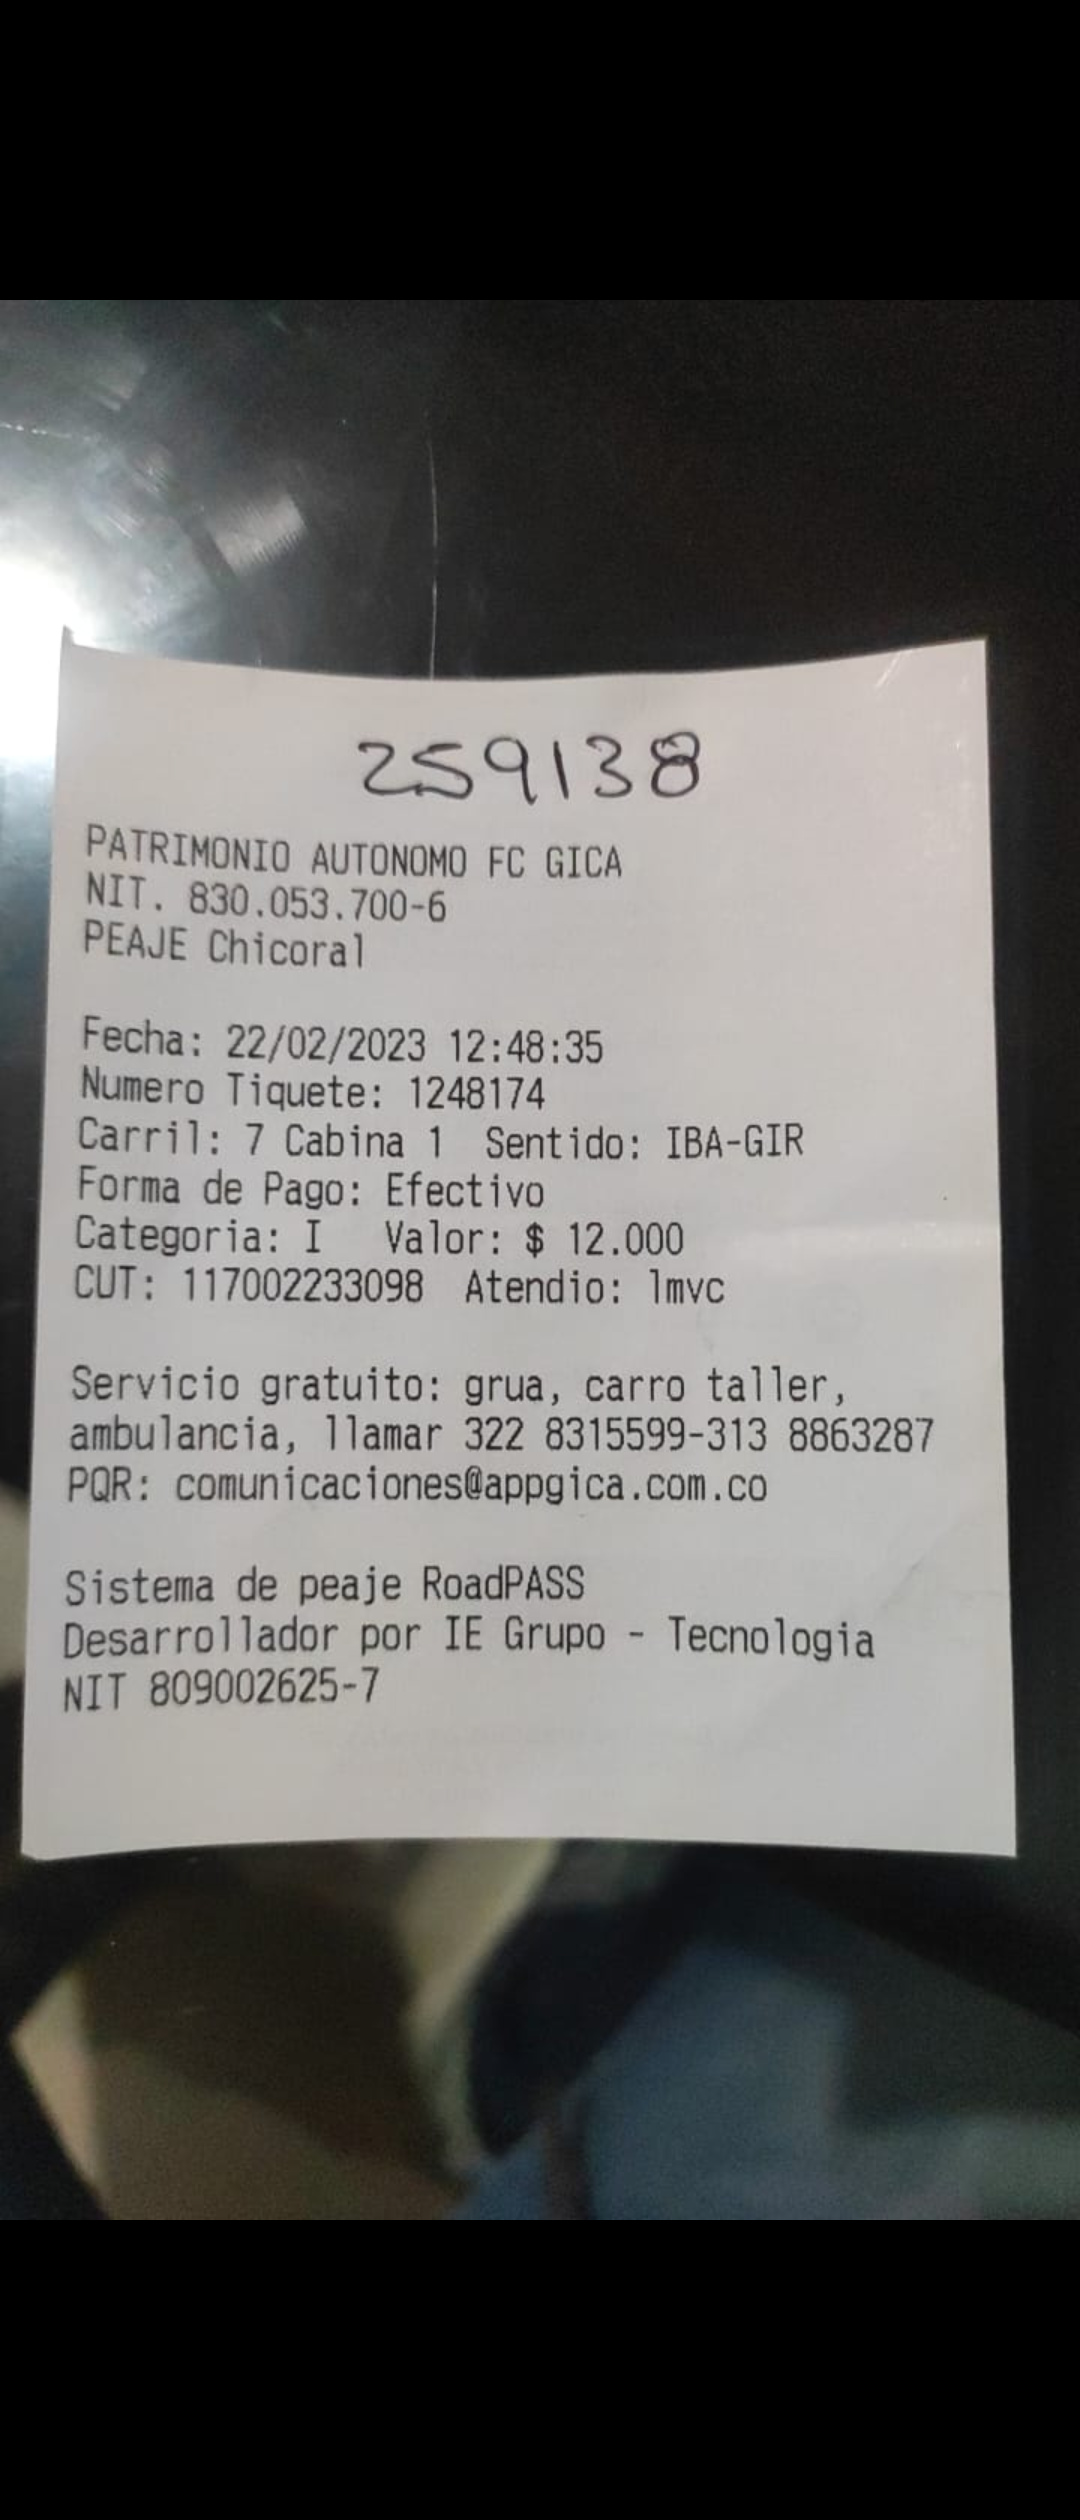 259138
PATRIMONIO AUTONOMO FC GICA
NIT. 830.053.700-6
PEAJE Chicoral
Fecha: 22/02/2023 12:48:35
Numero Tiquete: 1248174
Carril: 7 Cabina 1 Sentido: IBA-GIR
Forma de Pago: Efectivo
Categoria: I Valor: $ 12.000
CUT: 117002233098 Atendio: lmvc
Servicio gratuito: grua, carro taller,
ambulancia, llamar 322 8315599-313 8863287
PQR: comunicaciones@appgica.com.co
Sistema de peaje RoadPASS
Desarrollador por IE Grupo - Tecnologia
NIT 809002625-7